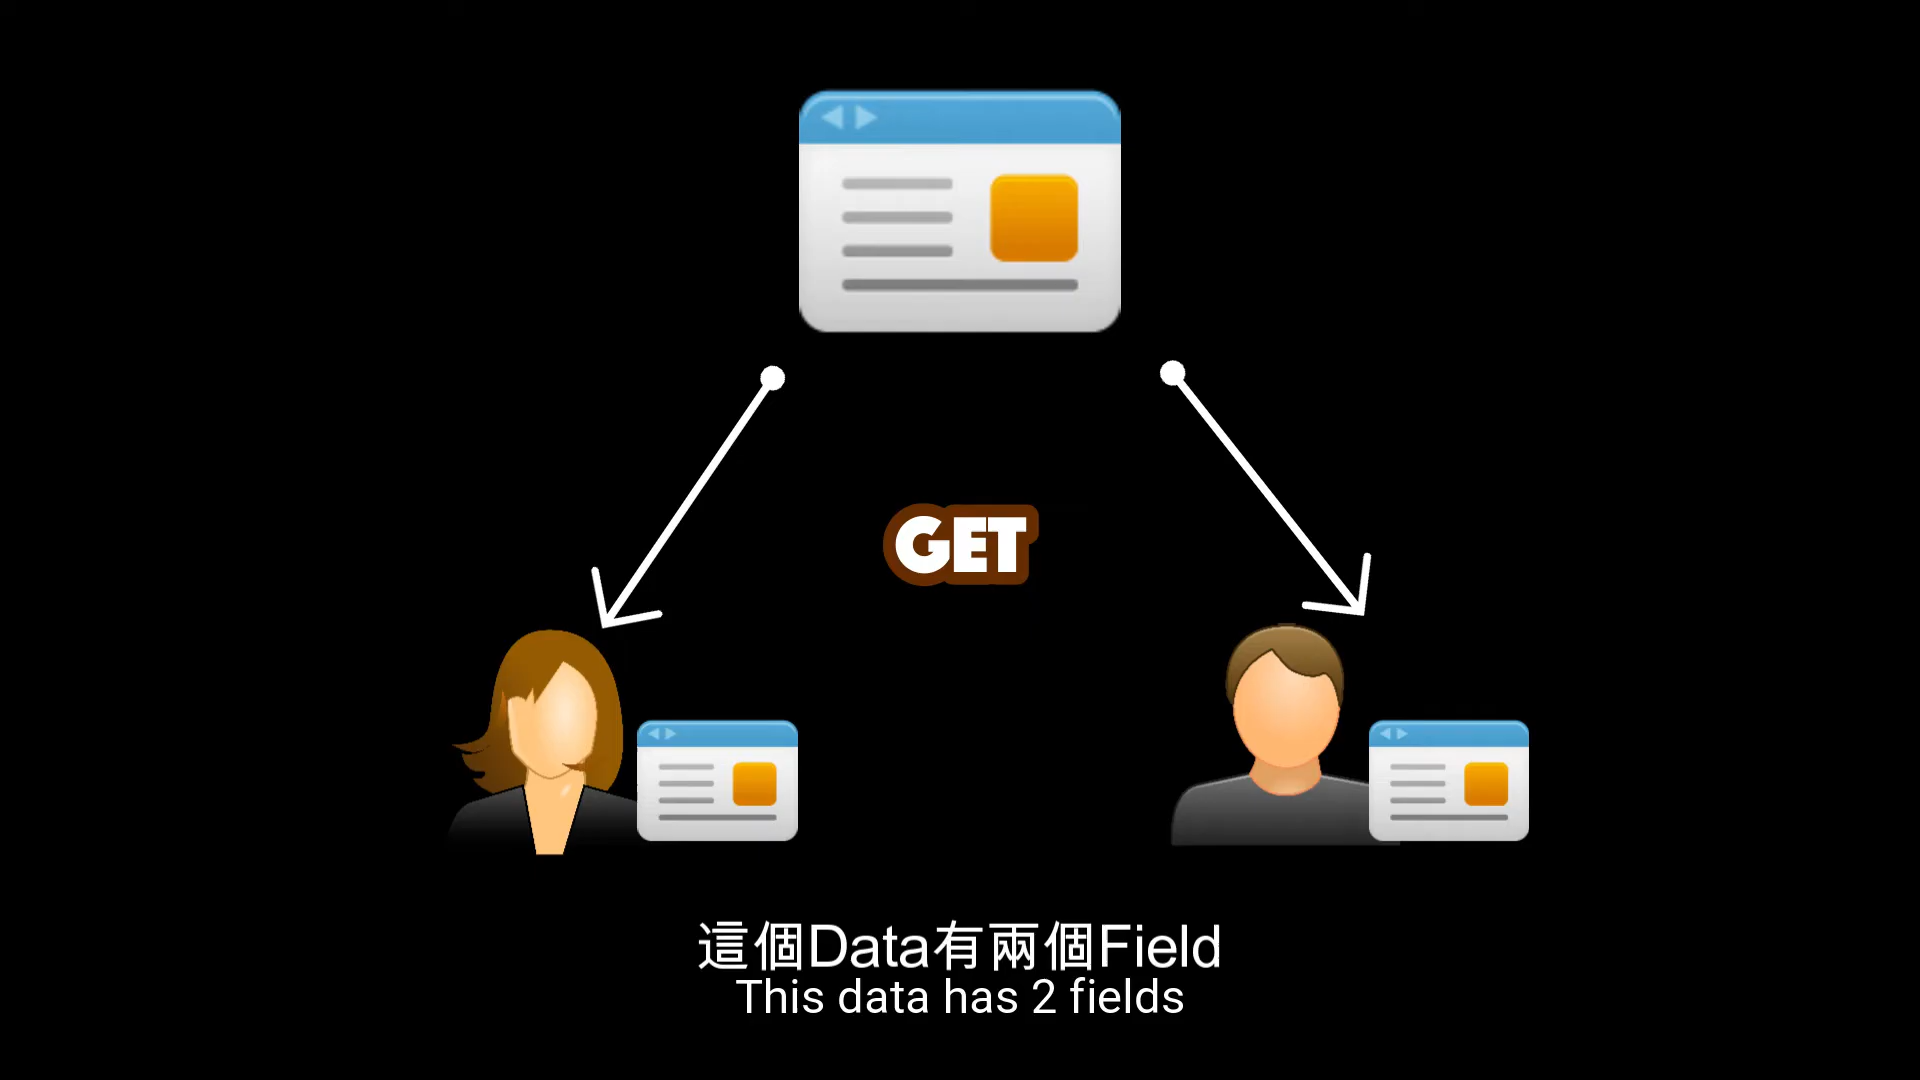 GET
這個Data有兩個Field
This data has 2 fields